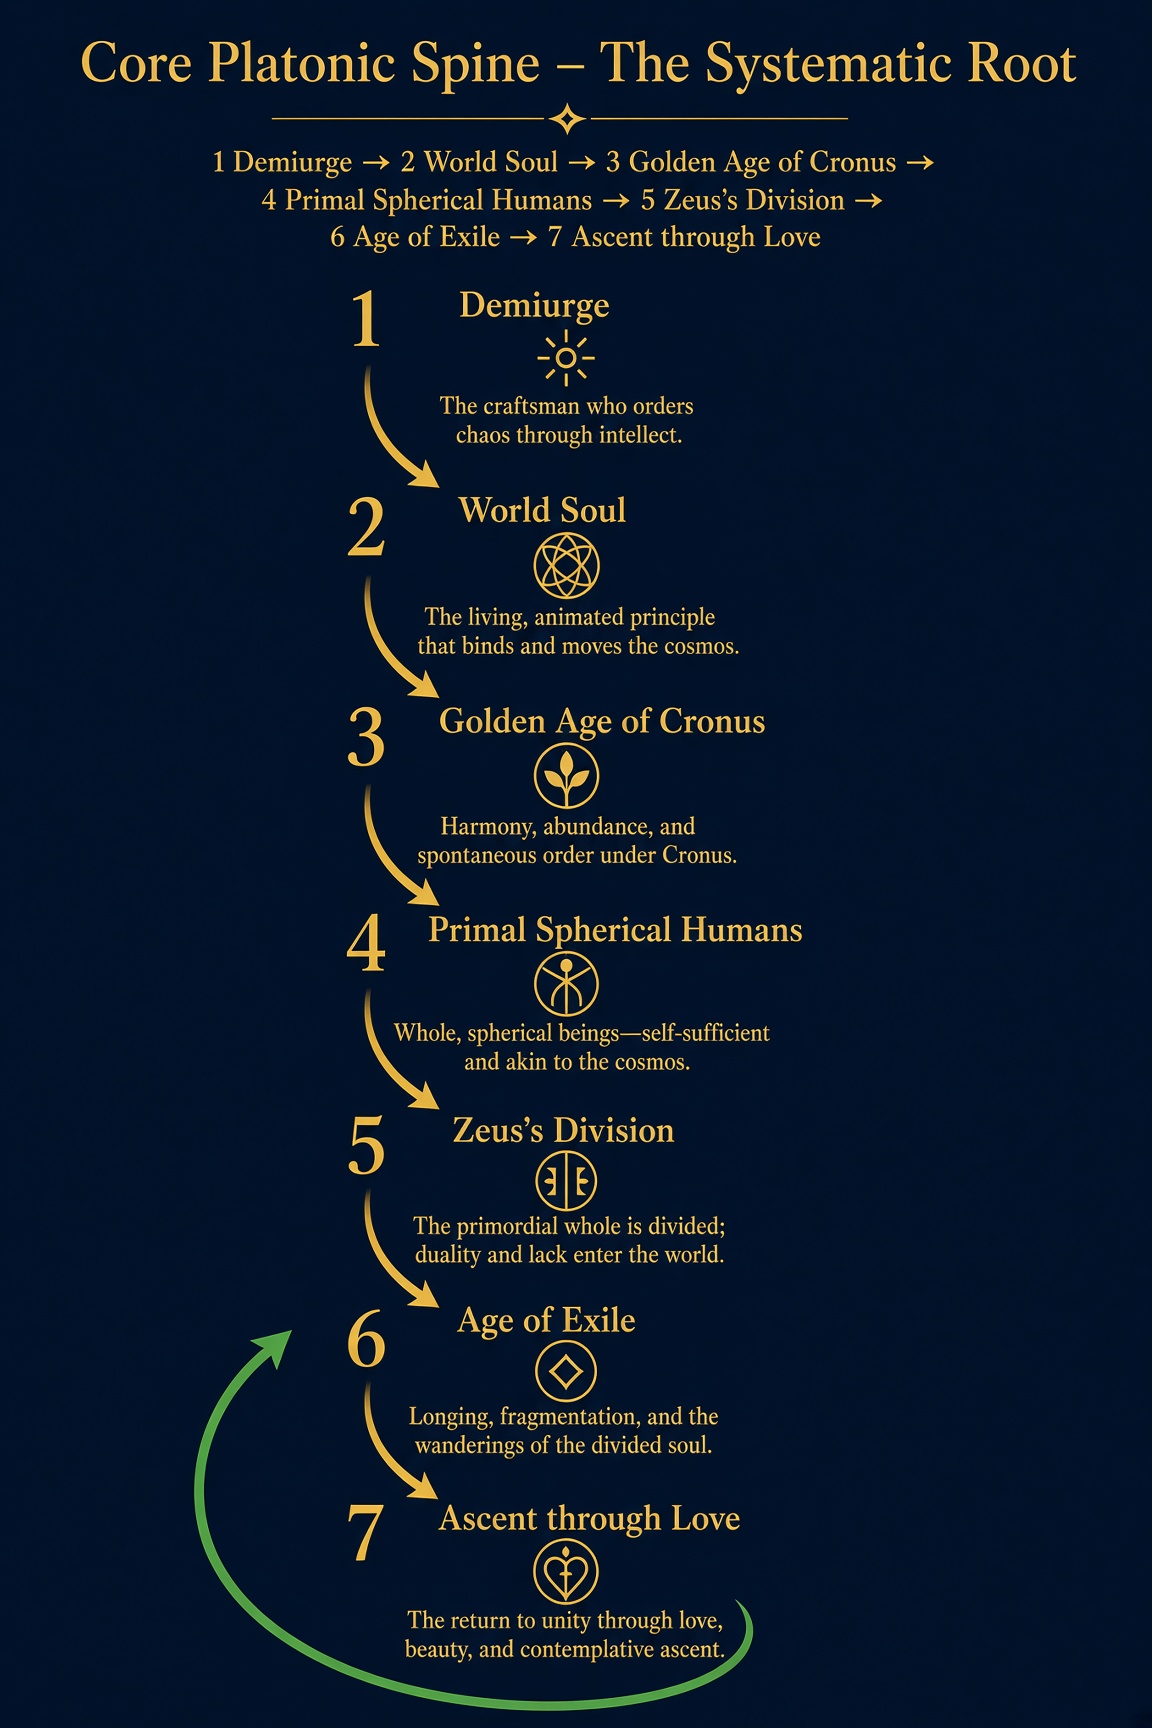 Core Platonic Spine – The Systematic Root
1 Demiurge → 2 World Soul → 3 Golden Age of Cronus →
4 Primal Spherical Humans → 5 Zeus’s Division →
6 Age of Exile → 7 Ascent through Love
1 Demiurge
The craftsman who orders
chaos through intellect.
2 World Soul
The living, animated principle
that binds and moves the cosmos.
3 Golden Age of Cronus
Harmony, abundance, and
spontaneous order under Cronus.
4 Primal Spherical Humans
Whole, spherical beings—self-sufficient
and akin to the cosmos.
5 Zeus’s Division
The primordial whole is divided;
duality and lack enter the world.
6 Age of Exile
Longing, fragmentation, and the
wanderings of the divided soul.
7 Ascent through Love
The return to unity through love,
beauty, and contemplative ascent.